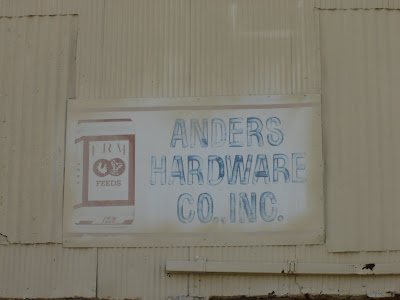 FRM
FEEDS
ANDERS
HARDWARE
CO., INC.